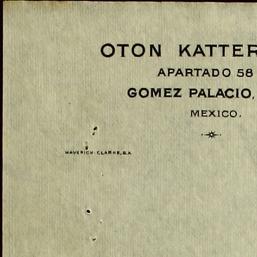 OTON KATTER
APARTADO 58
GOMEZ PALACIO,
MEXICO.
MAVERICK-CLARKE, S.A.